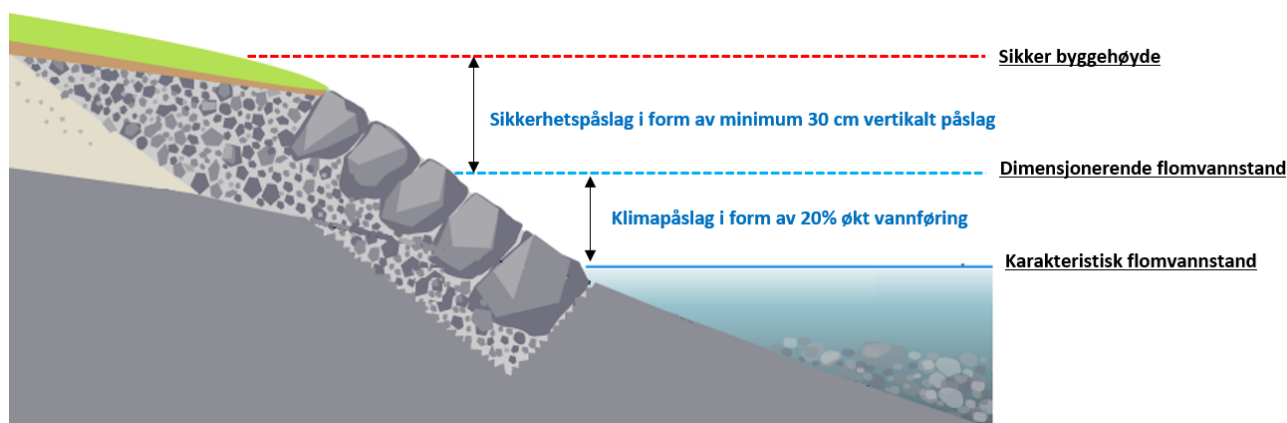 Sikker byggehøyde
Sikkerhetspåslag i form av minimum 30 cm vertikalt påslag
Dimensjonerende flomvannstand
Klimapåslag i form av 20% økt vannføring
Karakteristisk flomvannstand